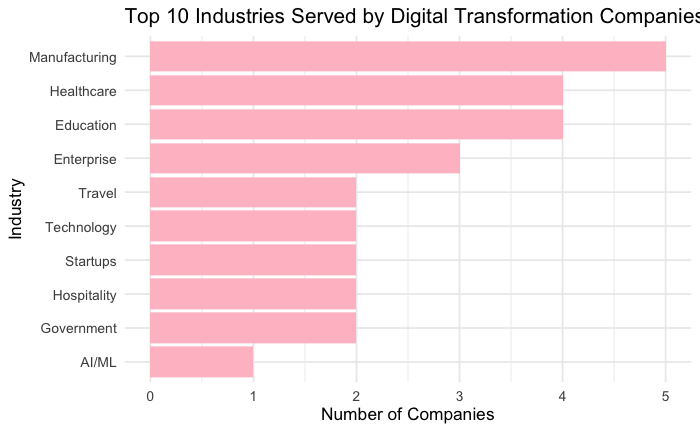 Top 10 Industries Served by Digital Transformation Companies
Manufacturing
Healthcare
Education
Enterprise
Travel
Technology
Startups
Hospitality
Government
AI/ML
Industry
0 1 2 3 4 5
Number of Companies